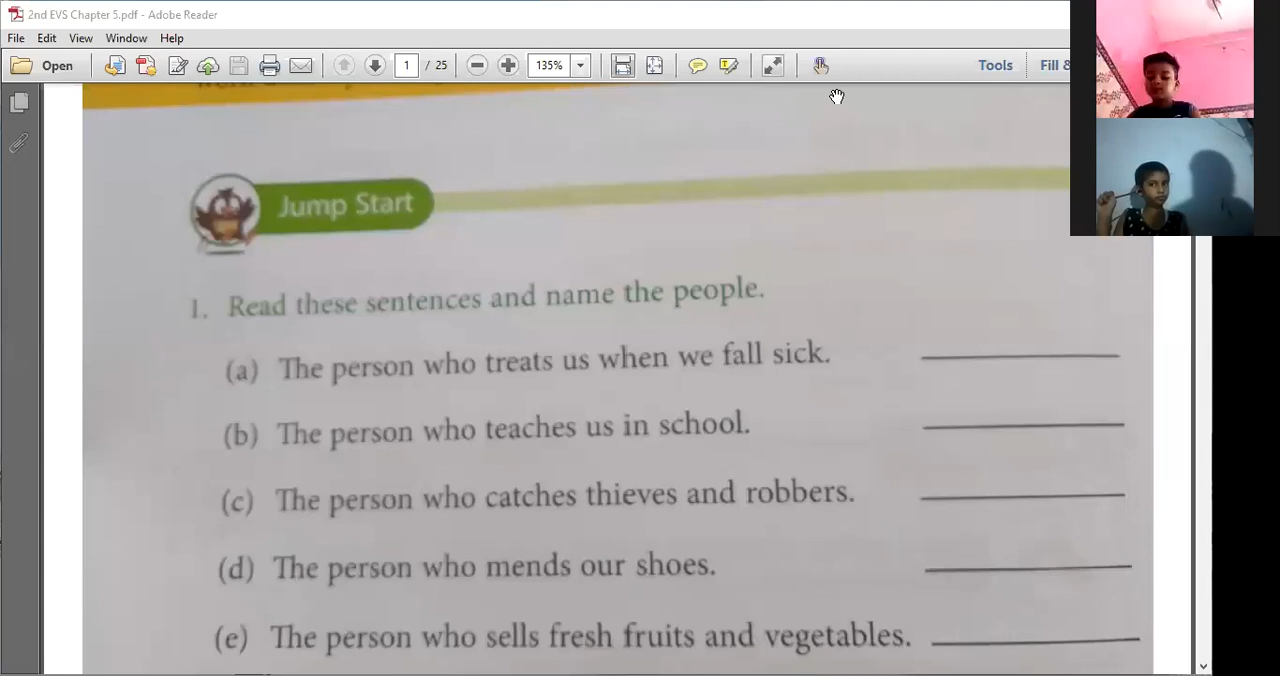 2nd EVS Chapter 5.pdf - Adobe Reader
File Edit View Window Help
Open 1 / 25 135% Tools Fill &
Jump Start
1. Read these sentences and name the people.
(a) The person who treats us when we fall sick.
(b) The person who teaches us in school.
(c) The person who catches thieves and robbers.
(d) The person who mends our shoes.
(e) The person who sells fresh fruits and vegetables.